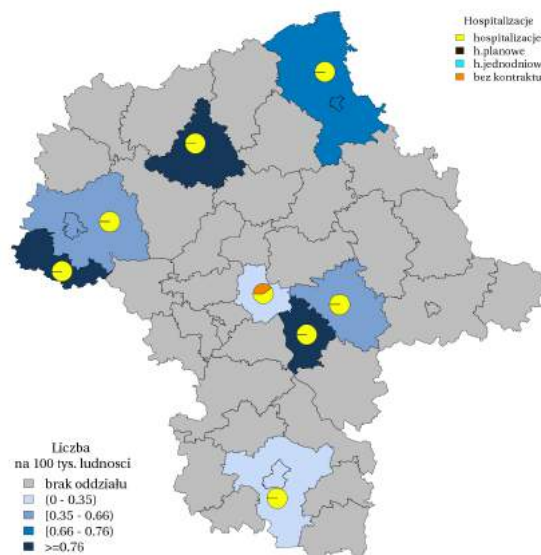 Hospitalizacje
hospitalizacje
h.planowe
h.jednodniow
bez kontraktu
Liczba
na 100 tys. ludnosci
brak oddziału
(0 - 0.35)
[0.35 - 0.66)
[0.66 - 0.76)
>=0.76